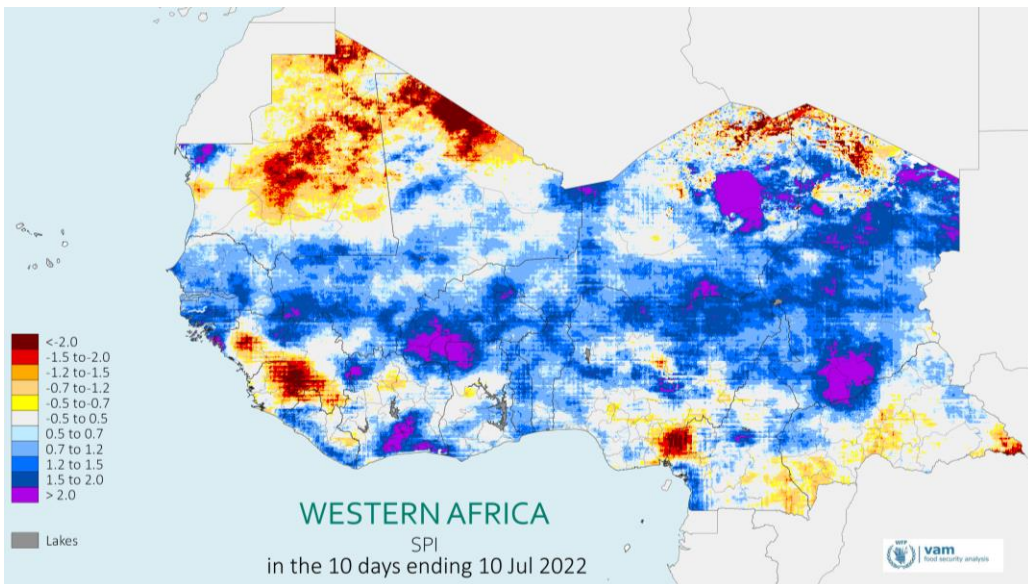 <-2.0
-1.5 to-2.0
-1.2 to-1.5
-0.7 to-1.2
-0.5 to-0.7
-0.5 to 0.5
0.5 to 0.7
0.7 to 1.2
1.2 to 1.5
1.5 to 2.0
> 2.0
Lakes
WESTERN AFRICA
SPI
in the 10 days ending 10 Jul 2022
WFP
vam
food security analysis